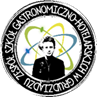 ZESPÓŁ SZKÓŁ GASTRONOMICZNO-HOTELARSKICH W GRUDZIĄDZU